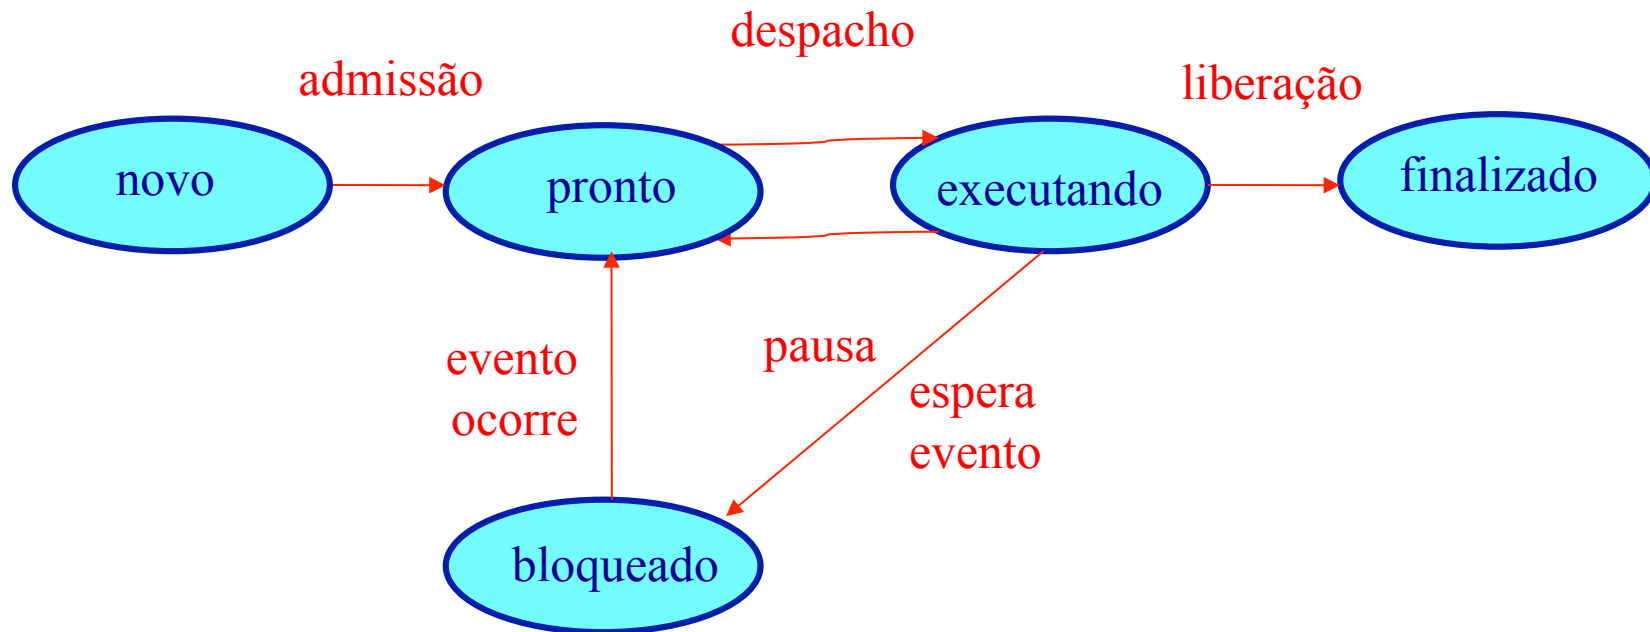 despacho
admissão
liberação
novo
pronto
executando
finalizado
pausa
evento
ocorre
espera
evento
bloqueado